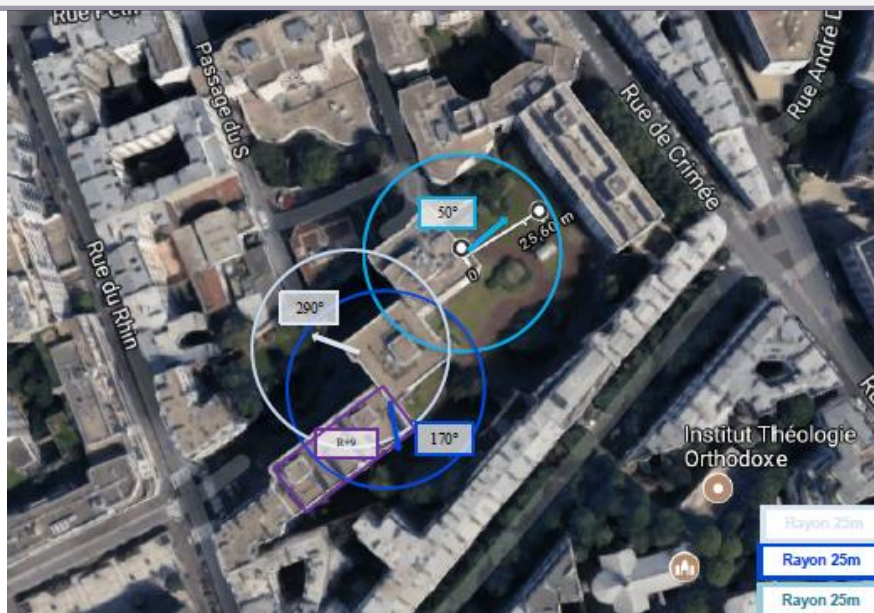 Passage du S
Rue de Crimée
Rue André D
50°
25,60 m
0
290°
Rue du Rhin
R+9
170°
Institut Théologie
Orthodoxe
Rayon 25m
Rayon 25m
Rayon 25m